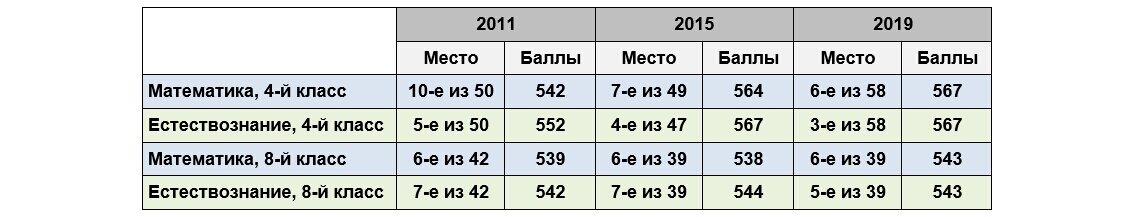 2011 2015 2019
Место Баллы Место Баллы Место Баллы
Математика, 4-й класс 10-е из 50 542 7-е из 49 564 6-е из 58 567
Естествознание, 4-й класс 5-е из 50 552 4-е из 47 567 3-е из 58 567
Математика, 8-й класс 6-е из 42 539 6-е из 39 538 6-е из 39 543
Естествознание, 8-й класс 7-е из 42 542 7-е из 39 544 5-е из 39 543